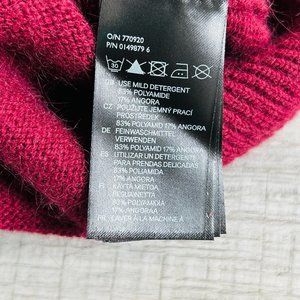 O/N 770920
P/N 0149879 6
30
USE MILD DETERGENT
83% POLYAMIDE
17% ANGORA
CZ POUŽIJTE JEMNÝ PRACÍ
PROSTŘEDEK
83% POLYAMID 17% ANGORA
DE FEINWASCHMITTEL
VERWENDEN
83% POLYAMID 17% ANGORA
ES UTILIZAR UN DETERGENTE
PARA PRENDAS DELICADAS
83% POLIAMIDA
17% ANGORA
FI KÄYTÄ MIETOA
83% POLYAMIDI
17% ANGORAA
FR LAVER À LA MACHINE À